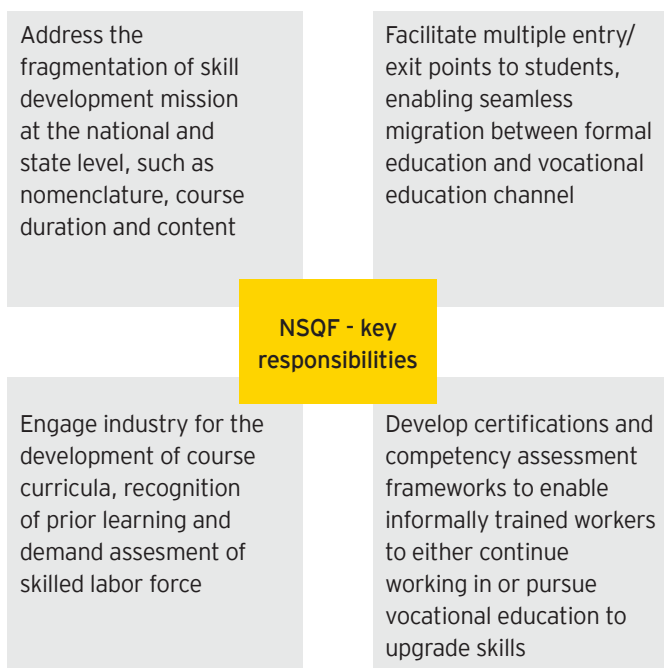 Address the
fragmentation of skill
development mission
at the national and
state level, such as
nomenclature, course
duration and content
Facilitate multiple entry/
exit points to students,
enabling seamless
migration between formal
education and vocational
education channel
NSQF - key
responsibilities
Engage industry for the
development of course
curricula, recognition
of prior learning and
demand assesment of
skilled labor force
Develop certifications and
competency assessment
frameworks to enable
informally trained workers
to either continue
working in or pursue
vocational education to
upgrade skills